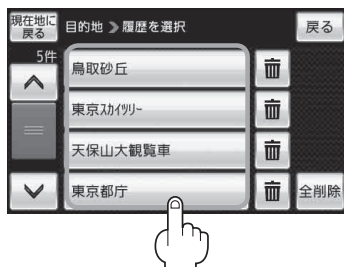 現在地に
戻る
目的地 》履歴を選択
戻る
5件
鳥取砂丘
東京ｽｶｲﾂﾘｰ
天保山大観覧車
東京都庁
全削除